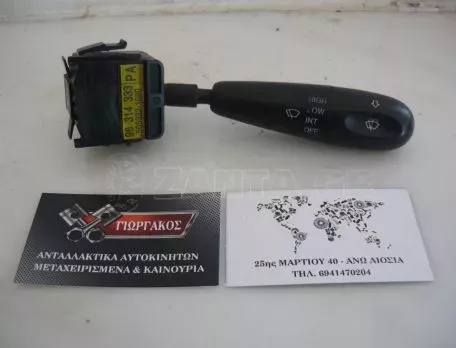 96 314 333 PA
HIGH
LOW
INT
OFF
ΓΙΩΡΓΑΚΟΣ
ΑΝΤΑΛΛΑΚΤΙΚΑ ΑΥΤΟΚΙΝΗΤΩΝ
ΜΕΤΑΧΕΙΡΙΣΜΕΝΑ & ΚΑΙΝΟΥΡΙΑ
25ης ΜΑΡΤΙΟΥ 40 - ΑΝΩ ΛΙΟΣΙΑ
ΤΗΛ. 6941470204